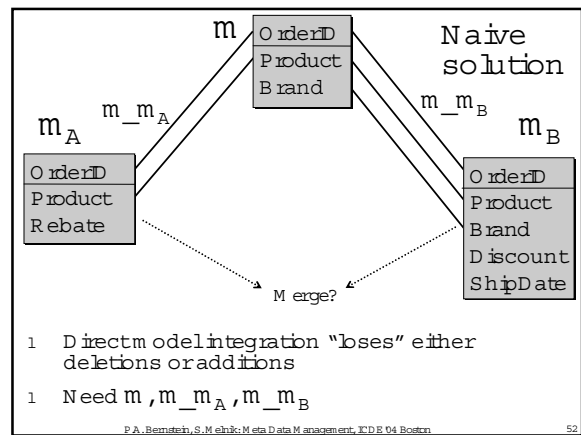 m
OrderID
Product
Brand
Naive
solution
m_mA
m_mB
mA
mB
OrderID
Product
Rebate
OrderID
Product
Brand
Discount
ShipDate
Merge?
l Direct model integration “loses” either
deletions or additions
l Need m, m_mA, m_mB
P.A. Bernstein, S. Melnik: Meta Data Management, ICDE'04 Boston 52